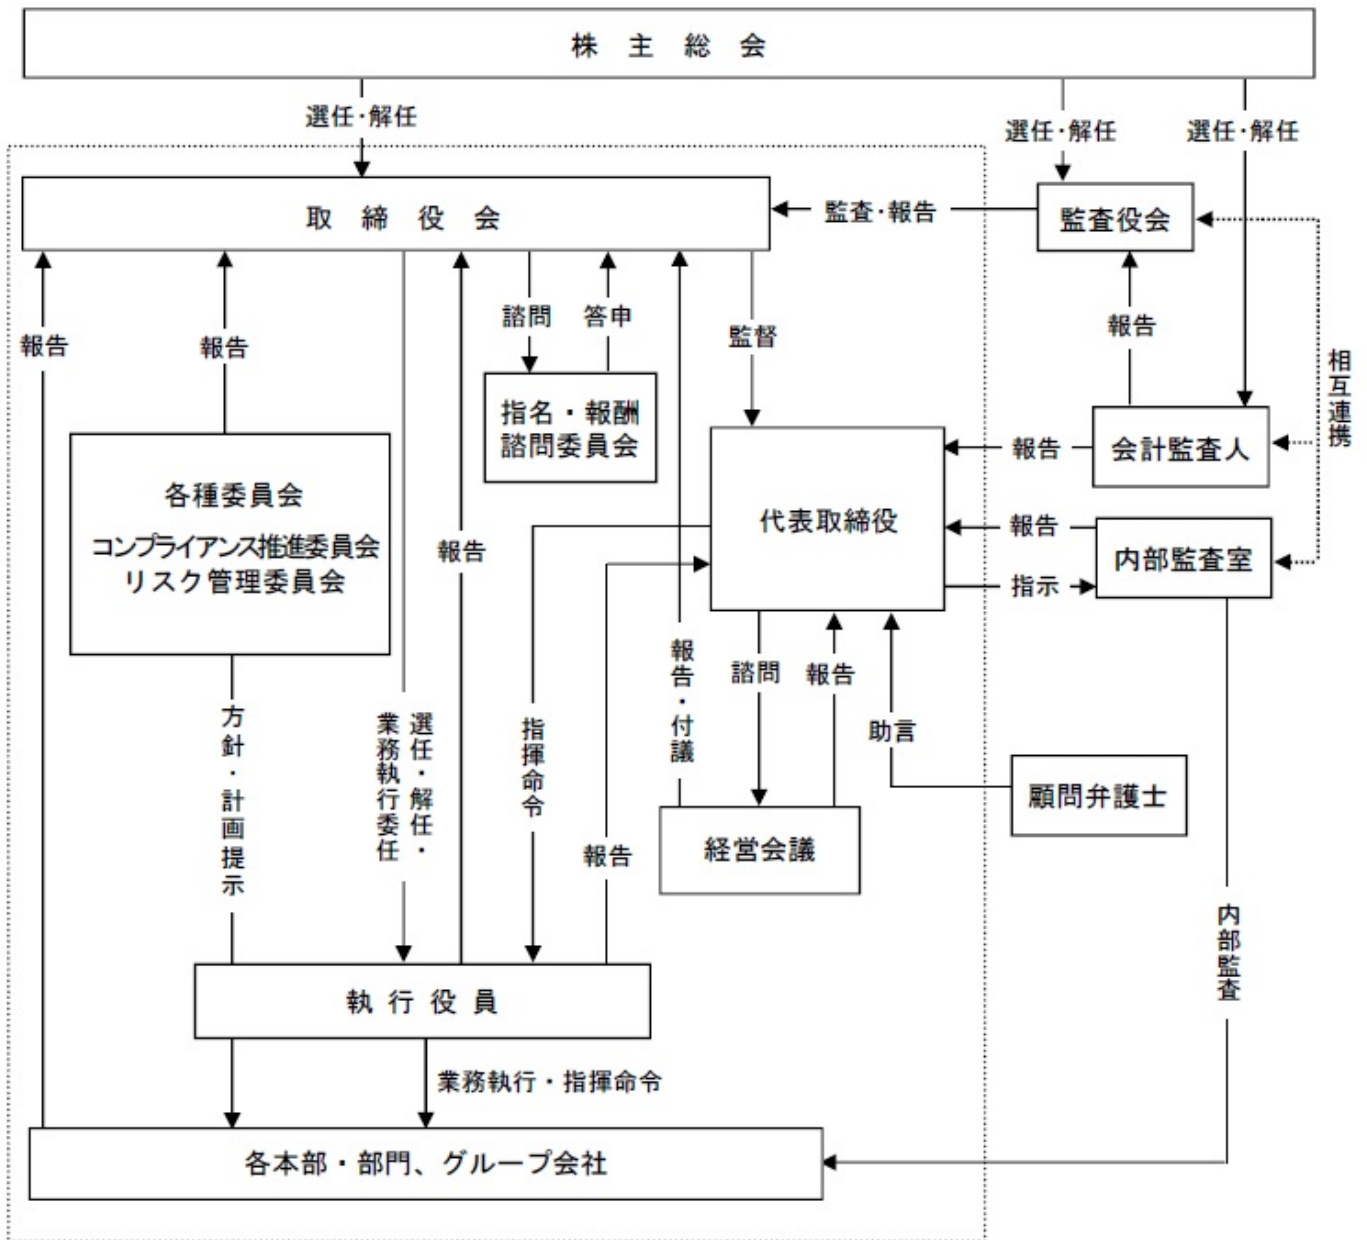 株主総会
選任・解任
選任・解任
選任・解任
取締役会
監査・報告
監査役会
報告
報告
諮問
答申
監督
報告
相互連携
指名・報酬
諮問委員会
会計監査人
報告
各種委員会
コンプライアンス推進委員会
リスク管理委員会
報告
代表取締役
報告
内部監査室
指示
方針・計画提示
選任・解任・
業務執行委任
指揮命令
報告
報告・付議
諮問
報告
助言
顧問弁護士
経営会議
内部監査
執行役員
業務執行・指揮命令
各本部・部門、グループ会社